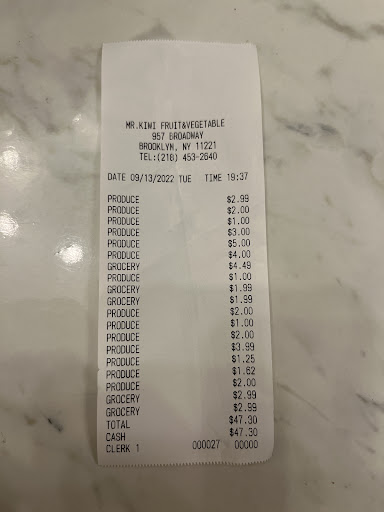 MR.KIWI FRUIT&VEGETABLE
957 BROADWAY
BROOKLYN, NY 11221
TEL:(218) 453-2640
DATE 09/13/2022 TUE TIME 19:37
PRODUCE $2.99
PRODUCE $2.00
PRODUCE $1.00
PRODUCE $3.00
PRODUCE $5.00
PRODUCE $4.00
GROCERY $4.49
PRODUCE $1.00
GROCERY $1.99
GROCERY $1.99
PRODUCE $2.00
PRODUCE $1.00
PRODUCE $2.00
PRODUCE $3.99
PRODUCE $1.25
PRODUCE $1.62
PRODUCE $2.00
GROCERY $2.99
GROCERY $2.99
TOTAL $47.30
CASH $47.30
CLERK 1 000027 00000